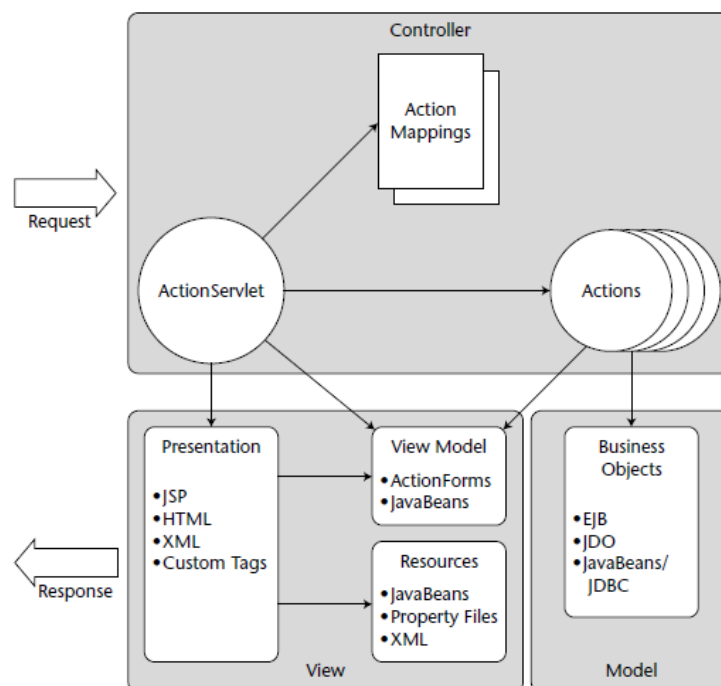 Controller
Action
Mappings
Request
ActionServlet
Actions
Presentation
•JSP
•HTML
•XML
•Custom Tags
View Model
•ActionForms
•JavaBeans
Business
Objects
•EJB
•JDO
•JavaBeans/
JDBC
Resources
•JavaBeans
•Property Files
•XML
Response
View
Model